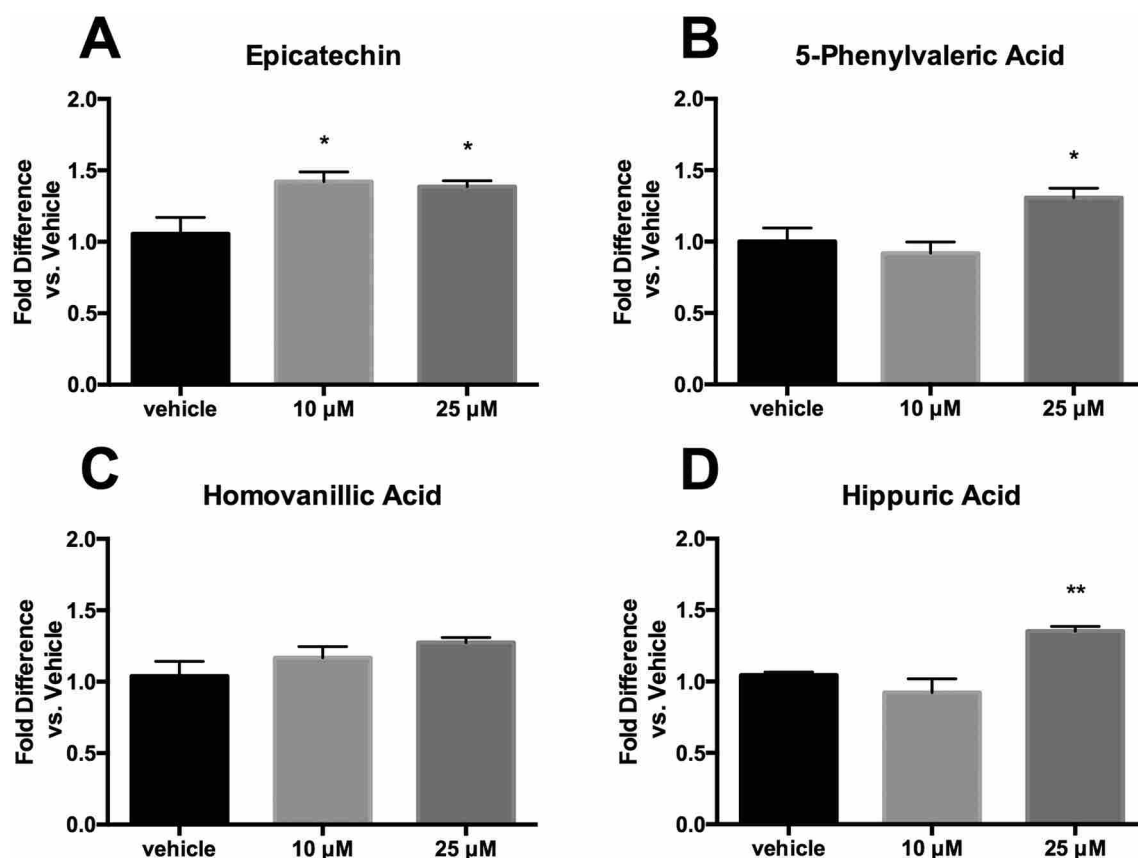 A
Epicatechin
Fold Difference
vs. Vehicle
2.0
1.5
1.0
0.5
0.0
*
*
vehicle
10 µM
25 µM
B
5-Phenylvaleric Acid
Fold Difference
vs. Vehicle
2.0
1.5
1.0
0.5
0.0
*
vehicle
10 µM
25 µM
C
Homovanillic Acid
Fold Difference
vs. Vehicle
2.0
1.5
1.0
0.5
0.0
vehicle
10 µM
25 µM
D
Hippuric Acid
Fold Difference
vs. Vehicle
2.0
1.5
1.0
0.5
0.0
**
vehicle
10 µM
25 µM